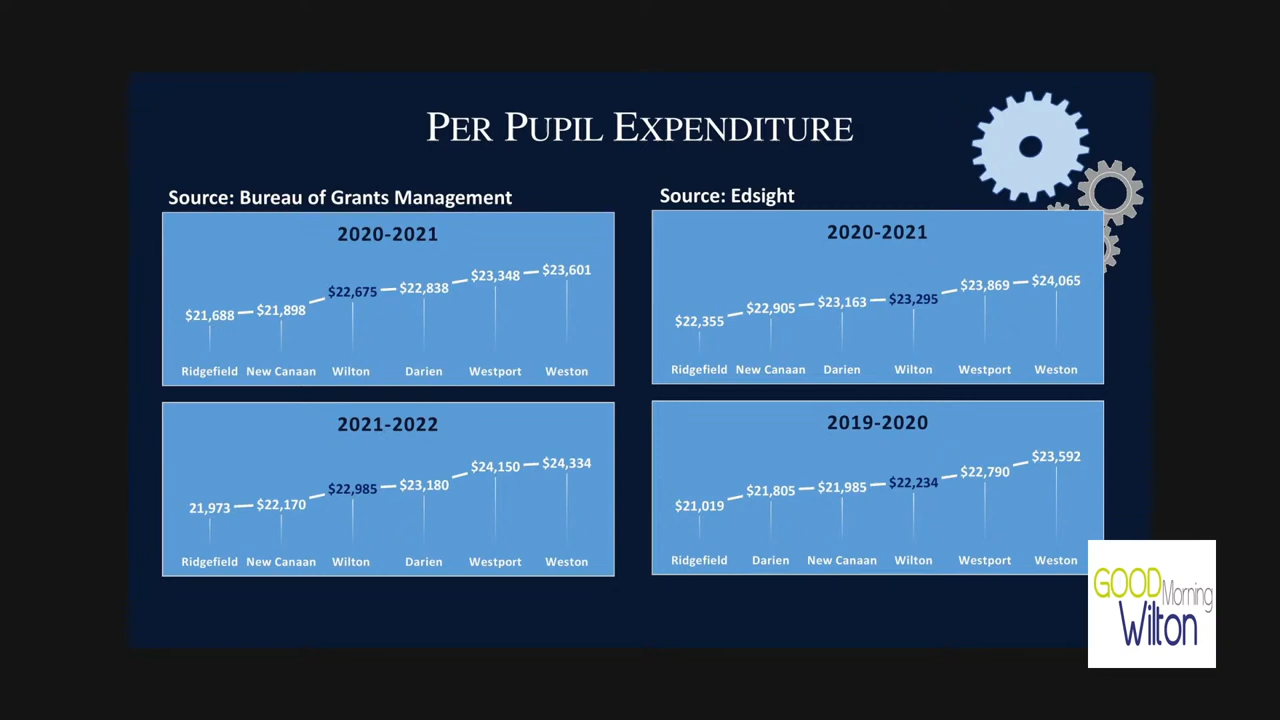 PER PUPIL EXPENDITURE
Source: Bureau of Grants Management
2020-2021
$21,688 $21,898 $22,675 $22,838 $23,348 $23,601
Ridgefield New Canaan Wilton Darien Westport Weston
2021-2022
21,973 $22,170 $22,985 $23,180 $24,150 $24,334
Ridgefield New Canaan Wilton Darien Westport Weston
Source: Edsight
2020-2021
$22,355 $22,905 $23,163 $23,295 $23,869 $24,065
Ridgefield New Canaan Darien Wilton Westport Weston
2019-2020
$21,019 $21,805 $21,985 $22,234 $22,790 $23,592
Ridgefield Darien New Canaan Wilton Westport Weston
GOOD Morning
Wilton